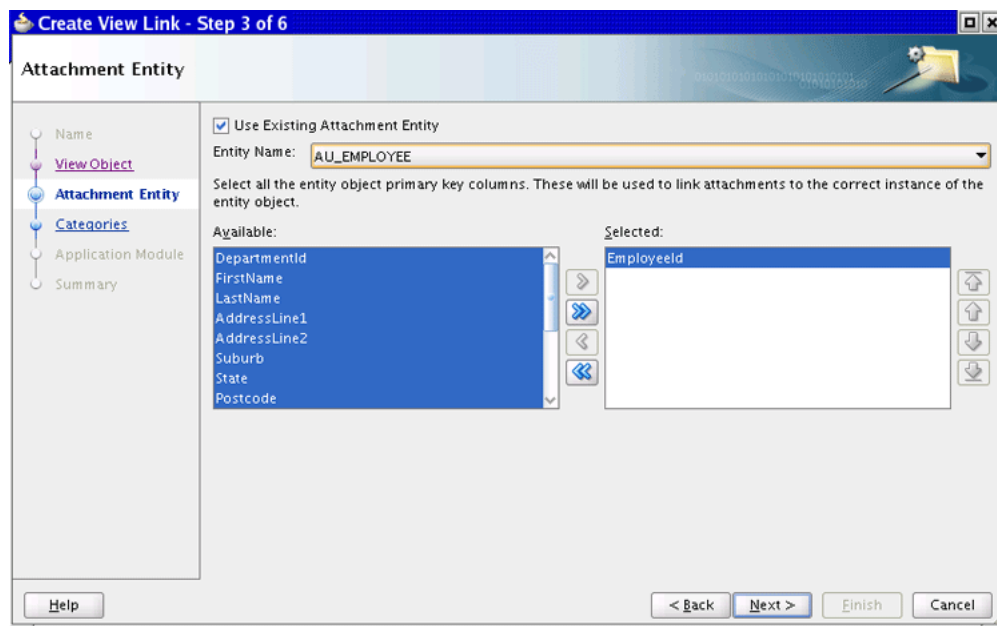 Create View Link - Step 3 of 6
Attachment Entity
Name
View Object
Attachment Entity
Categories
Application Module
Summary
Use Existing Attachment Entity
Entity Name: AU_EMPLOYEE
Select all the entity object primary key columns. These will be used to link attachments to the correct instance of the
entity object.
Available:
DepartmentId
FirstName
LastName
AddressLine1
AddressLine2
Suburb
State
Postcode
Selected:
EmployeeId
Help
< Back
Next >
Finish
Cancel